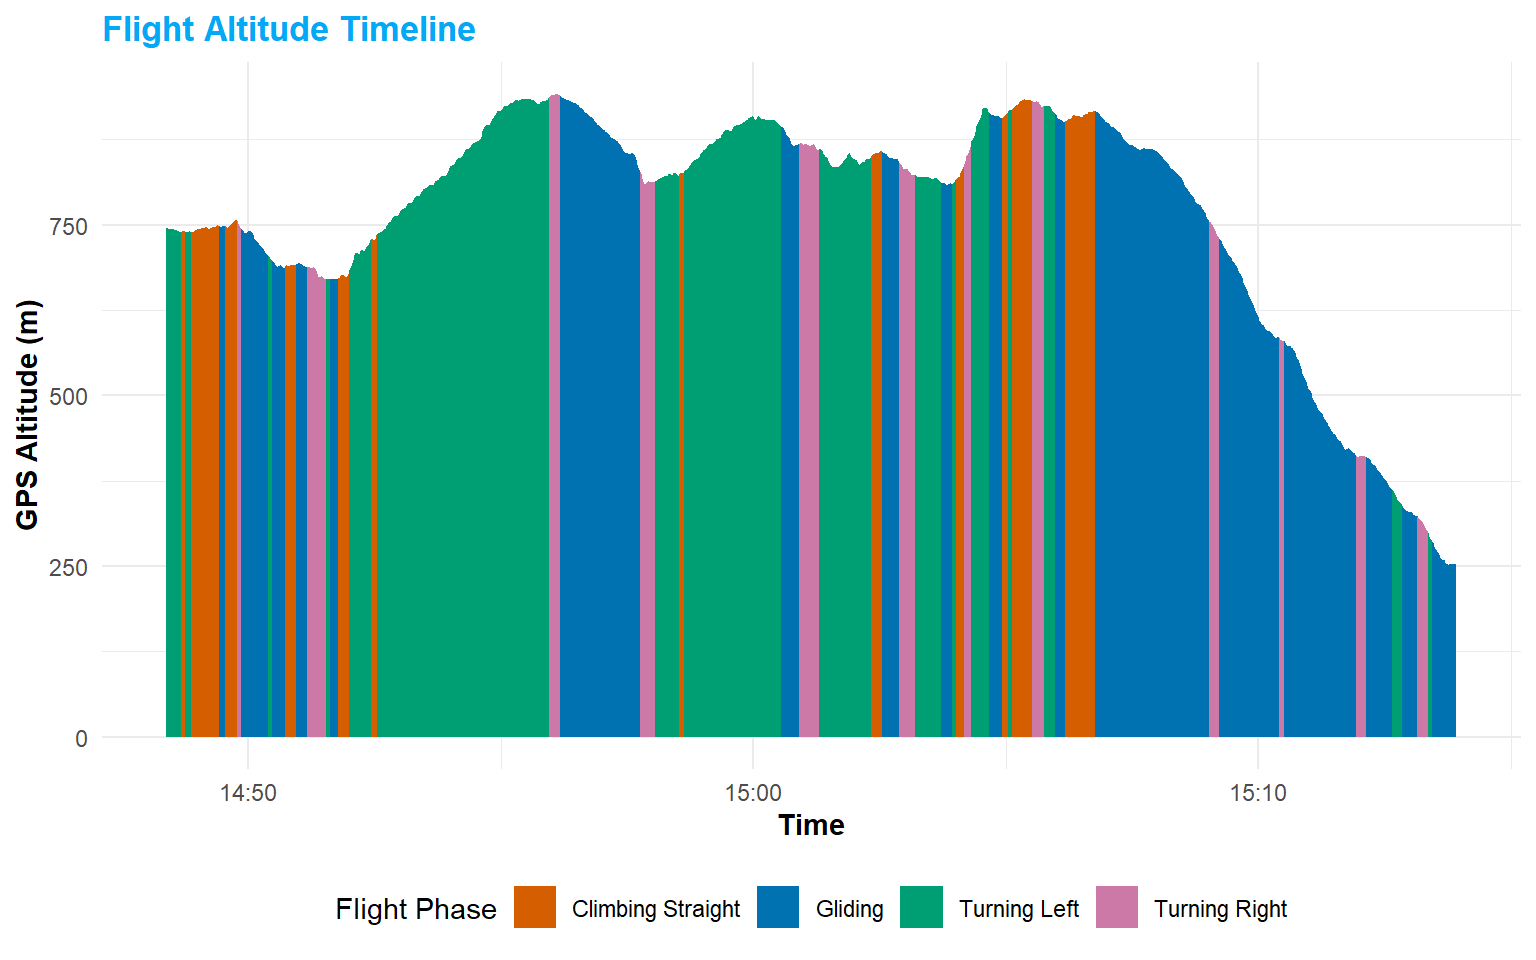 Flight Altitude Timeline
GPS Altitude (m)
750
500
250
0
14:50 15:00 15:10
Time
Flight Phase Climbing Straight Gliding Turning Left Turning Right